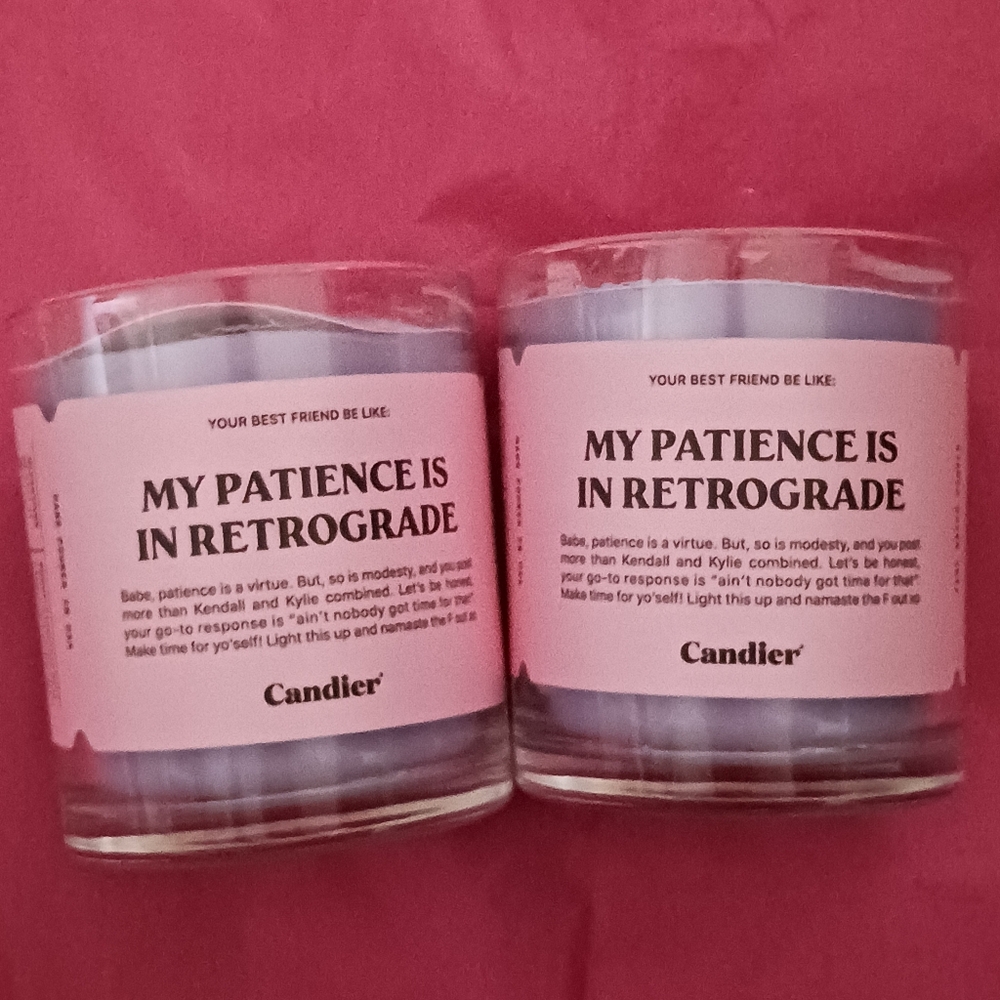 YOUR BEST FRIEND BE LIKE:
MY PATIENCE IS
IN RETROGRADE
Babe, patience is a virtue. But, so is modesty, and you post
more than Kendall and Kylie combined. Let's be honest,
your go-to response is "ain't nobody got time for that"
Make time for yo'self! Light this up and namaste the F out
Candier
YOUR BEST FRIEND BE LIKE:
MY PATIENCE IS
IN RETROGRADE
Babe, patience is a virtue. But, so is modesty, and you post
more than Kendall and Kylie combined. Let's be honest,
your go-to response is "ain't nobody got time for that"
Make time for yo'self! Light this up and namaste the F out
Candier